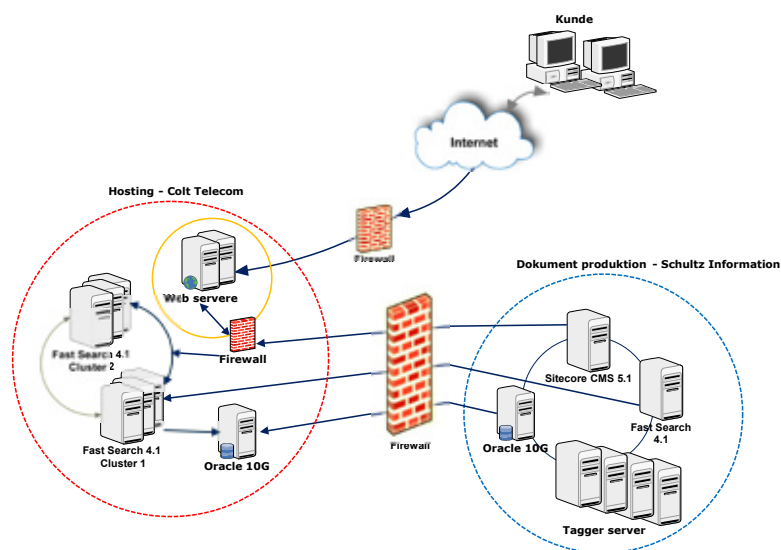 Kunde
Internet
Hosting - Colt Telecom
Firewall
Dokument produktion - Schultz Information
Web servere
Firewall
Fast Search 4.1
Cluster 2
Sitecore CMS 5.1
Fast Search
4.1
Oracle 10G
Firewall
Fast Search 4.1
Cluster 1
Oracle 10G
Tagger server